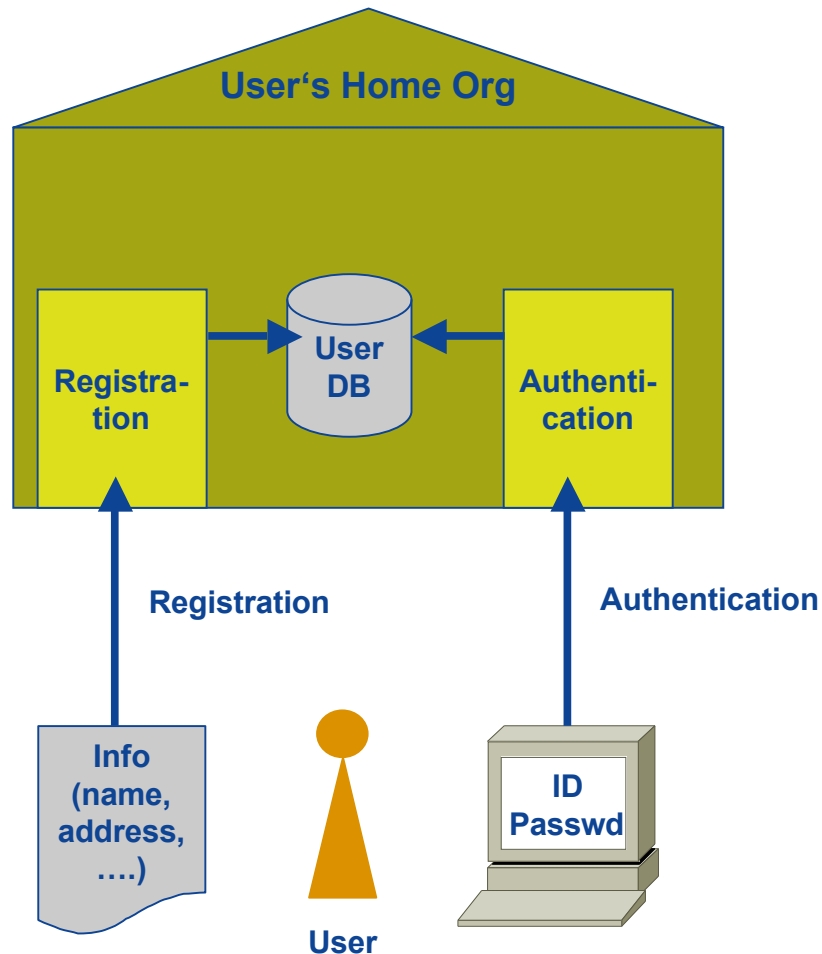 User‘s Home Org
User
DB
Registra-
tion
Authenti-
cation
Registration
Authentication
Info
(name,
address,
….)
ID
Passwd
User